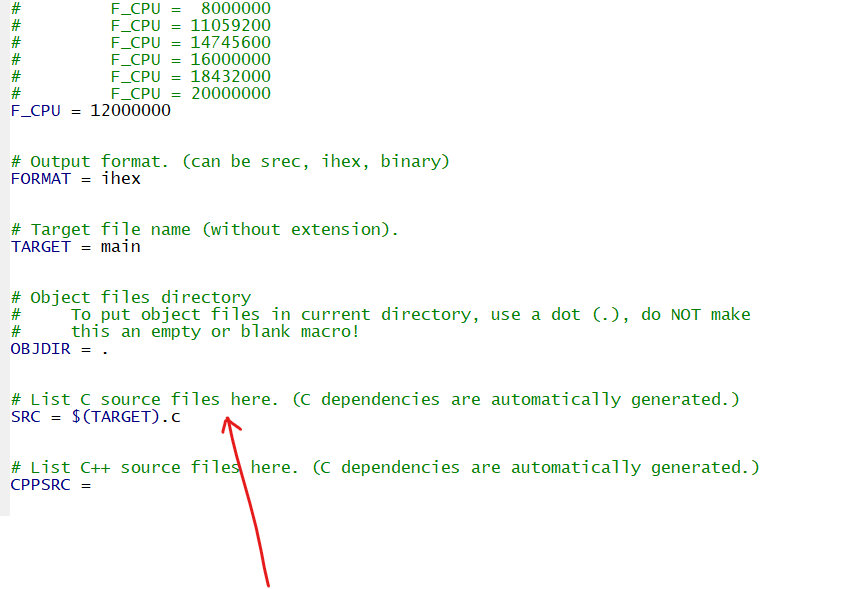 #         F_CPU =  8000000
#         F_CPU = 11059200
#         F_CPU = 14745600
#         F_CPU = 16000000
#         F_CPU = 18432000
#         F_CPU = 20000000
F_CPU = 12000000
# Output format. (can be srec, ihex, binary)
FORMAT = ihex
# Target file name (without extension).
TARGET = main
# Object files directory
#     To put object files in current directory, use a dot (.), do NOT make
#     this an empty or blank macro!
OBJDIR = .
# List C source files here. (C dependencies are automatically generated.)
SRC = $(TARGET).c
# List C++ source files here. (C dependencies are automatically generated.)
CPPSRC =